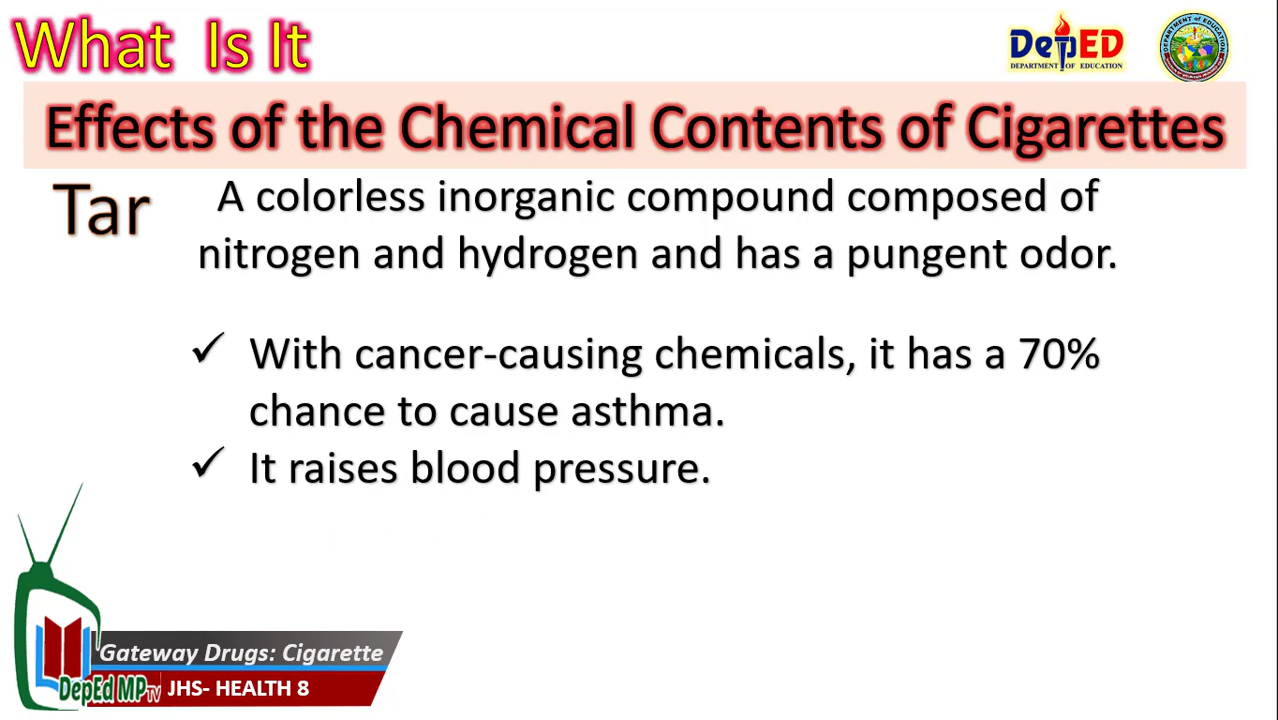 What Is It
DepED
DEPARTMENT OF EDUCATION
Effects of the Chemical Contents of Cigarettes
Tar
A colorless inorganic compound composed of
nitrogen and hydrogen and has a pungent odor.
✓ With cancer-causing chemicals, it has a 70%
chance to cause asthma.
✓ It raises blood pressure.
Gateway Drugs: Cigarette
DepEd MP TV
JHS- HEALTH 8